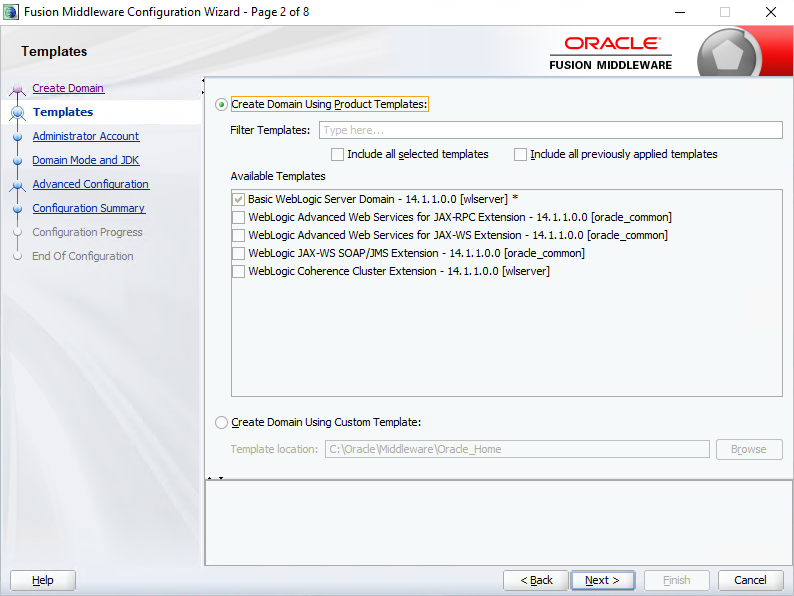 Fusion Middleware Configuration Wizard - Page 2 of 8
Templates
ORACLE®
FUSION MIDDLEWARE
Create Domain
Templates
Administrator Account
Domain Mode and JDK
Advanced Configuration
Configuration Summary
Configuration Progress
End Of Configuration
Create Domain Using Product Templates:
Filter Templates: Type here...
Include all selected templates Include all previously applied templates
Available Templates
Basic WebLogic Server Domain - 14.1.1.0.0 [wlserver] *
WebLogic Advanced Web Services for JAX-RPC Extension - 14.1.1.0.0 [oracle_common]
WebLogic Advanced Web Services for JAX-WS Extension - 14.1.1.0.0 [oracle_common]
WebLogic JAX-WS SOAP/JMS Extension - 14.1.1.0.0 [oracle_common]
WebLogic Coherence Cluster Extension - 14.1.1.0.0 [wlserver]
Create Domain Using Custom Template:
Template location: C:\Oracle\Middleware\Oracle_Home Browse
Help < Back Next > Finish Cancel